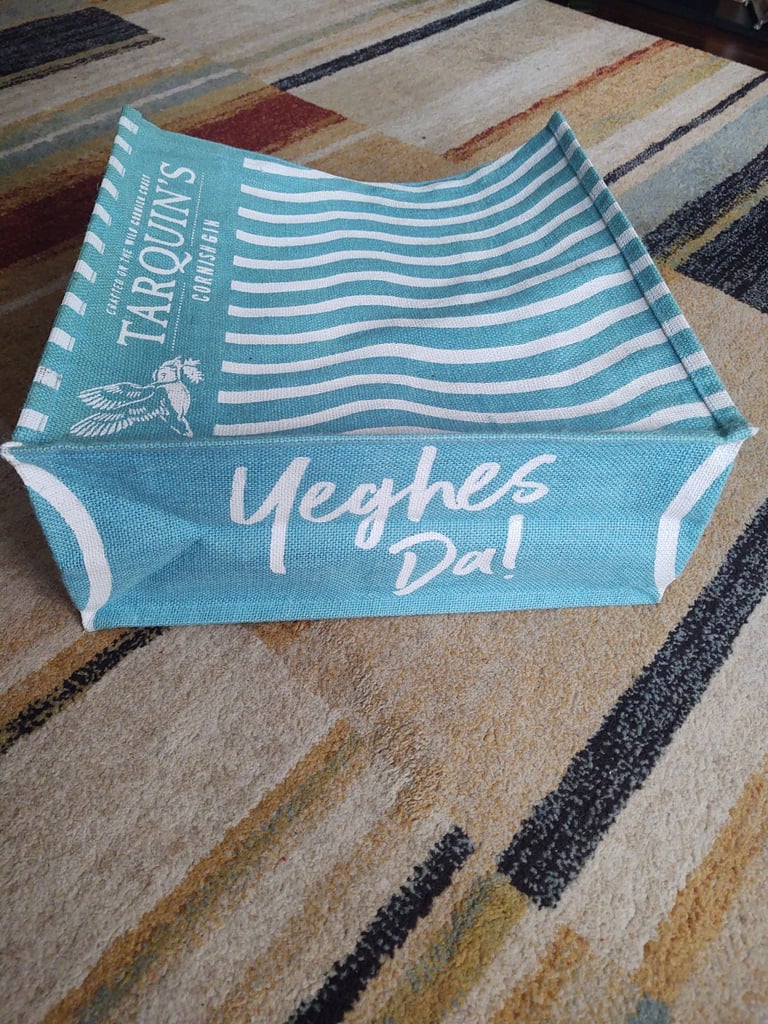 CRAFTED ON THE WILD CORNISH COAST
TARQUIN'S
CORNISH GIN
Yeghes
Da!